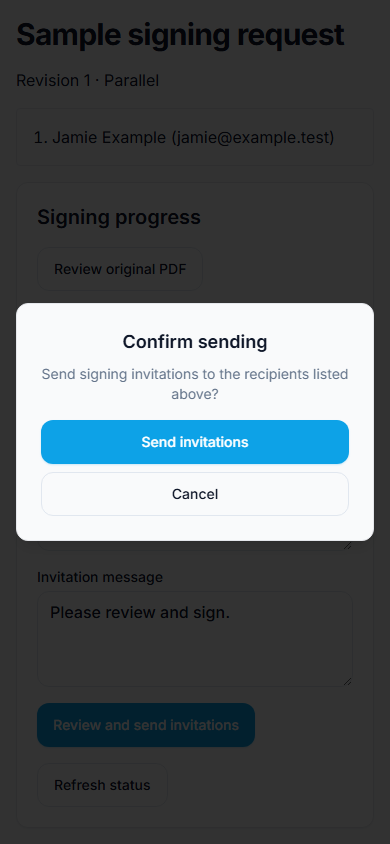 Sample signing request
Revision 1 · Parallel
1. Jamie Example (jamie@example.test)
Signing progress
Review original PDF
Confirm sending
Send signing invitations to the recipients listed
above?
Send invitations
Cancel
Invitation message
Please review and sign.
Review and send invitations
Refresh status